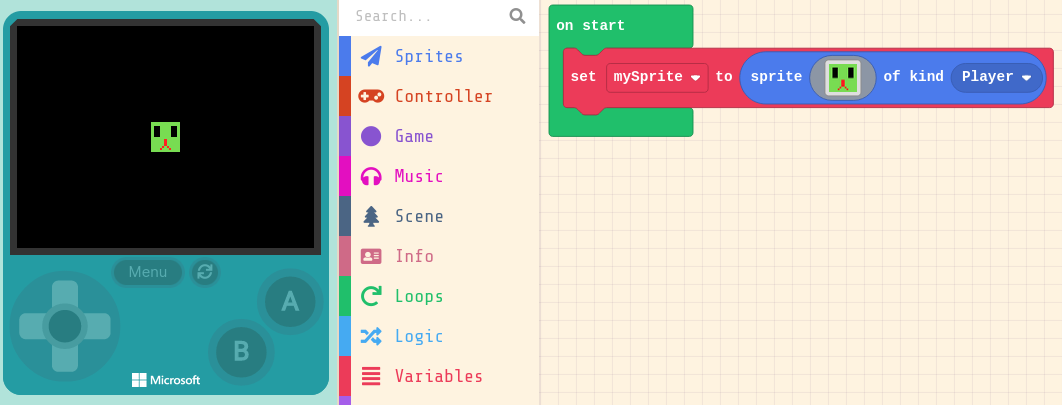 Menu
A
B
Microsoft
Search...
Sprites
Controller
Game
Music
Scene
Info
Loops
Logic
Variables
on start
set mySprite to sprite of kind Player